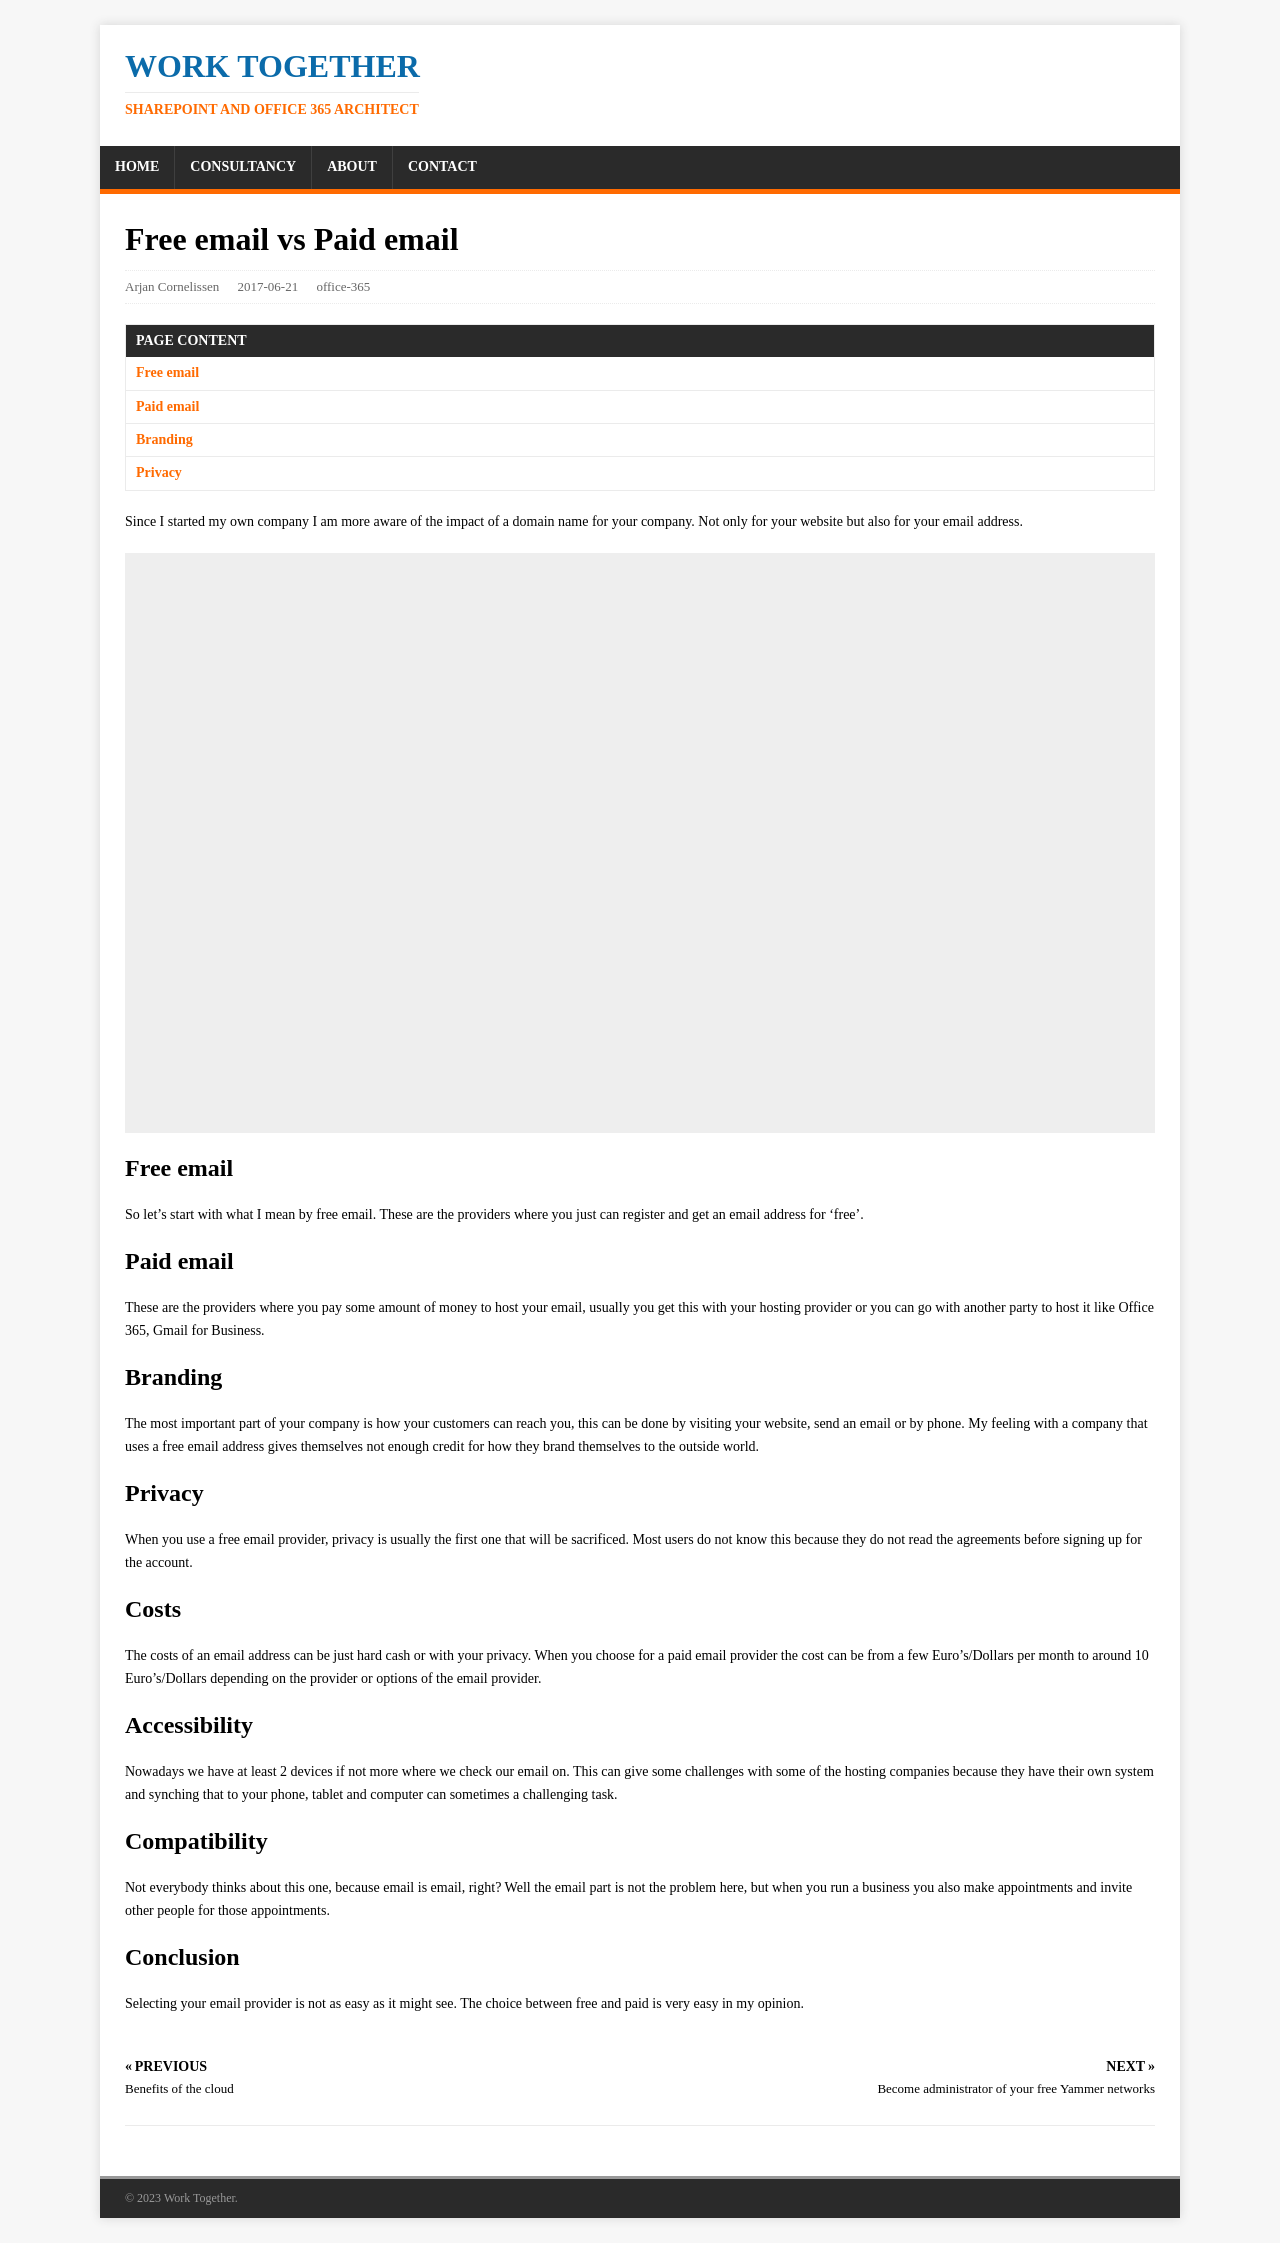 WORK TOGETHER
SHAREPOINT AND OFFICE 365 ARCHITECT
HOME
CONSULTANCY
ABOUT
CONTACT
Free email vs Paid email
Arjan Cornelissen 2017-06-21 office-365
PAGE CONTENT
Free email
Paid email
Branding
Privacy
Since I started my own company I am more aware of the impact of a domain name for your company. Not only for your website but also for your email address.
Free email
So let’s start with what I mean by free email. These are the providers where you just can register and get an email address for ‘free’.
Paid email
These are the providers where you pay some amount of money to host your email, usually you get this with your hosting provider or you can go with another party to host it like Office
365, Gmail for Business.
Branding
The most important part of your company is how your customers can reach you, this can be done by visiting your website, send an email or by phone. My feeling with a company that
uses a free email address gives themselves not enough credit for how they brand themselves to the outside world.
Privacy
When you use a free email provider, privacy is usually the first one that will be sacrificed. Most users do not know this because they do not read the agreements before signing up for
the account.
Costs
The costs of an email address can be just hard cash or with your privacy. When you choose for a paid email provider the cost can be from a few Euro’s/Dollars per month to around 10
Euro’s/Dollars depending on the provider or options of the email provider.
Accessibility
Nowadays we have at least 2 devices if not more where we check our email on. This can give some challenges with some of the hosting companies because they have their own system
and synching that to your phone, tablet and computer can sometimes a challenging task.
Compatibility
Not everybody thinks about this one, because email is email, right? Well the email part is not the problem here, but when you run a business you also make appointments and invite
other people for those appointments.
Conclusion
Selecting your email provider is not as easy as it might see. The choice between free and paid is very easy in my opinion.
« PREVIOUS
Benefits of the cloud
NEXT »
Become administrator of your free Yammer networks
© 2023 Work Together.